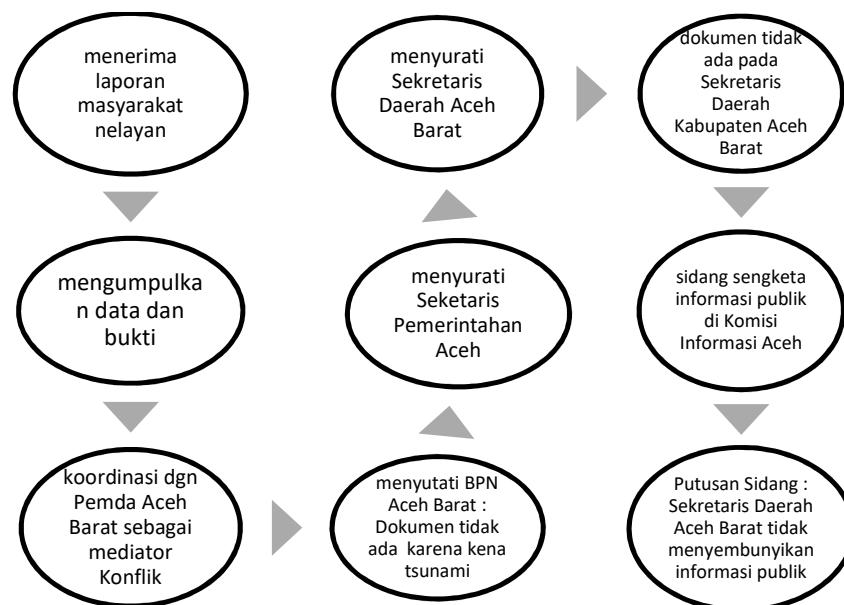 menerima
laporan
masyarakat
nelayan
mengumpulka
n data dan
bukti
koordinasi dgn
Pemda Aceh
Barat sebagai
mediator
Konflik
menyutati BPN
Aceh Barat :
Dokumen tidak
ada karena kena
tsunami
menyurati
Seketaris
Pemerintahan
Aceh
menyurati
Sekretaris
Daerah Aceh
Barat
dokumen tidak
ada pada
Sekretaris
Daerah
Kabupaten Aceh
Barat
sidang sengketa
informasi publik
di Komisi
Informasi Aceh
Putusan Sidang :
Sekretaris Daerah
Aceh Barat tidak
menyembunyikan
informasi publik